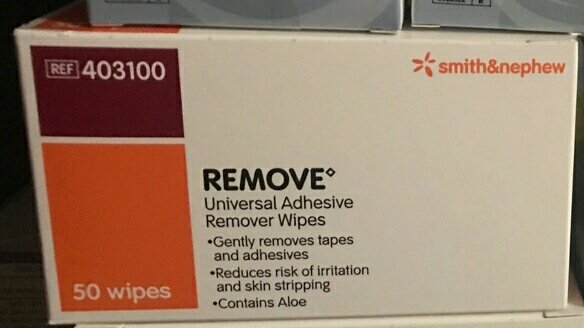 REF 403100
smith&nephew
REMOVE◊
Universal Adhesive
Remover Wipes
•Gently removes tapes
and adhesives
•Reduces risk of irritation
and skin stripping
•Contains Aloe
50 wipes